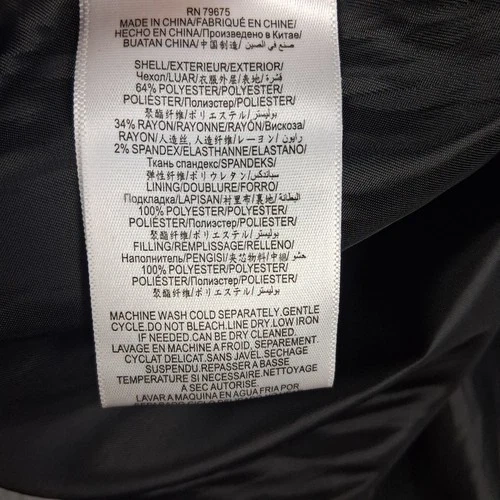 RN 79675
MADE IN CHINA/FABRIQUÉ EN CHINE/
HECHO EN CHINA/Произведено в Китае/
BUATAN CHINA/中国制造/ صنع في الصين
SHELL/EXTERIEUR/EXTERIOR/
Чехол/LUAR/衣服外层/表地/ قشرة/
64% POLYESTER/POLYESTER/
POLIÉSTER/Полиэстер/POLIESTER/
聚酯纤维/ポリエステル/ بوليستر
34% RAYON/RAYONNE/RAYÓN/Вискоза/
RAYON/人造丝, 人造纤维/レーヨン/ رايون
2% SPANDEX/ELASTHANNE/ELASTANO/
Ткань спандекс/SPANDEKS/
弹性纤维/ポリウレタン/ سباندكس
LINING/DOUBLURE/FORRO/
Подкладка/LAPISAN/衬里布/裏地/ البطانة
100% POLYESTER/POLYESTER/
POLIÉSTER/Полиэстер/POLIESTER/
聚酯纤维/ポリエステル/ بوليستر
FILLING/REMPLISSAGE/RELLENO/
Наполнитель/PENGISI/夹芯物料/中綿/ حشو
100% POLYESTER/POLYESTER/
POLIÉSTER/Полиэстер/POLIESTER/
聚酯纤维/ポリエステル/ بوليستر
MACHINE WASH COLD SEPARATELY.GENTLE
CYCLE.DO NOT BLEACH.LINE DRY.LOW IRON
IF NEEDED.CAN BE DRY CLEANED.
LAVAGE EN MACHINE A FROID, SEPAREMENT.
CYCLAT DELICAT.SANS JAVEL.SECHAGE
SUSPENDU.REPASSER A BASSE
TEMPERATURE SI NECESSAIRE.NETTOYAGE
A SEC AUTORISE.
LAVAR A MAQUINA EN AGUA FRIA POR